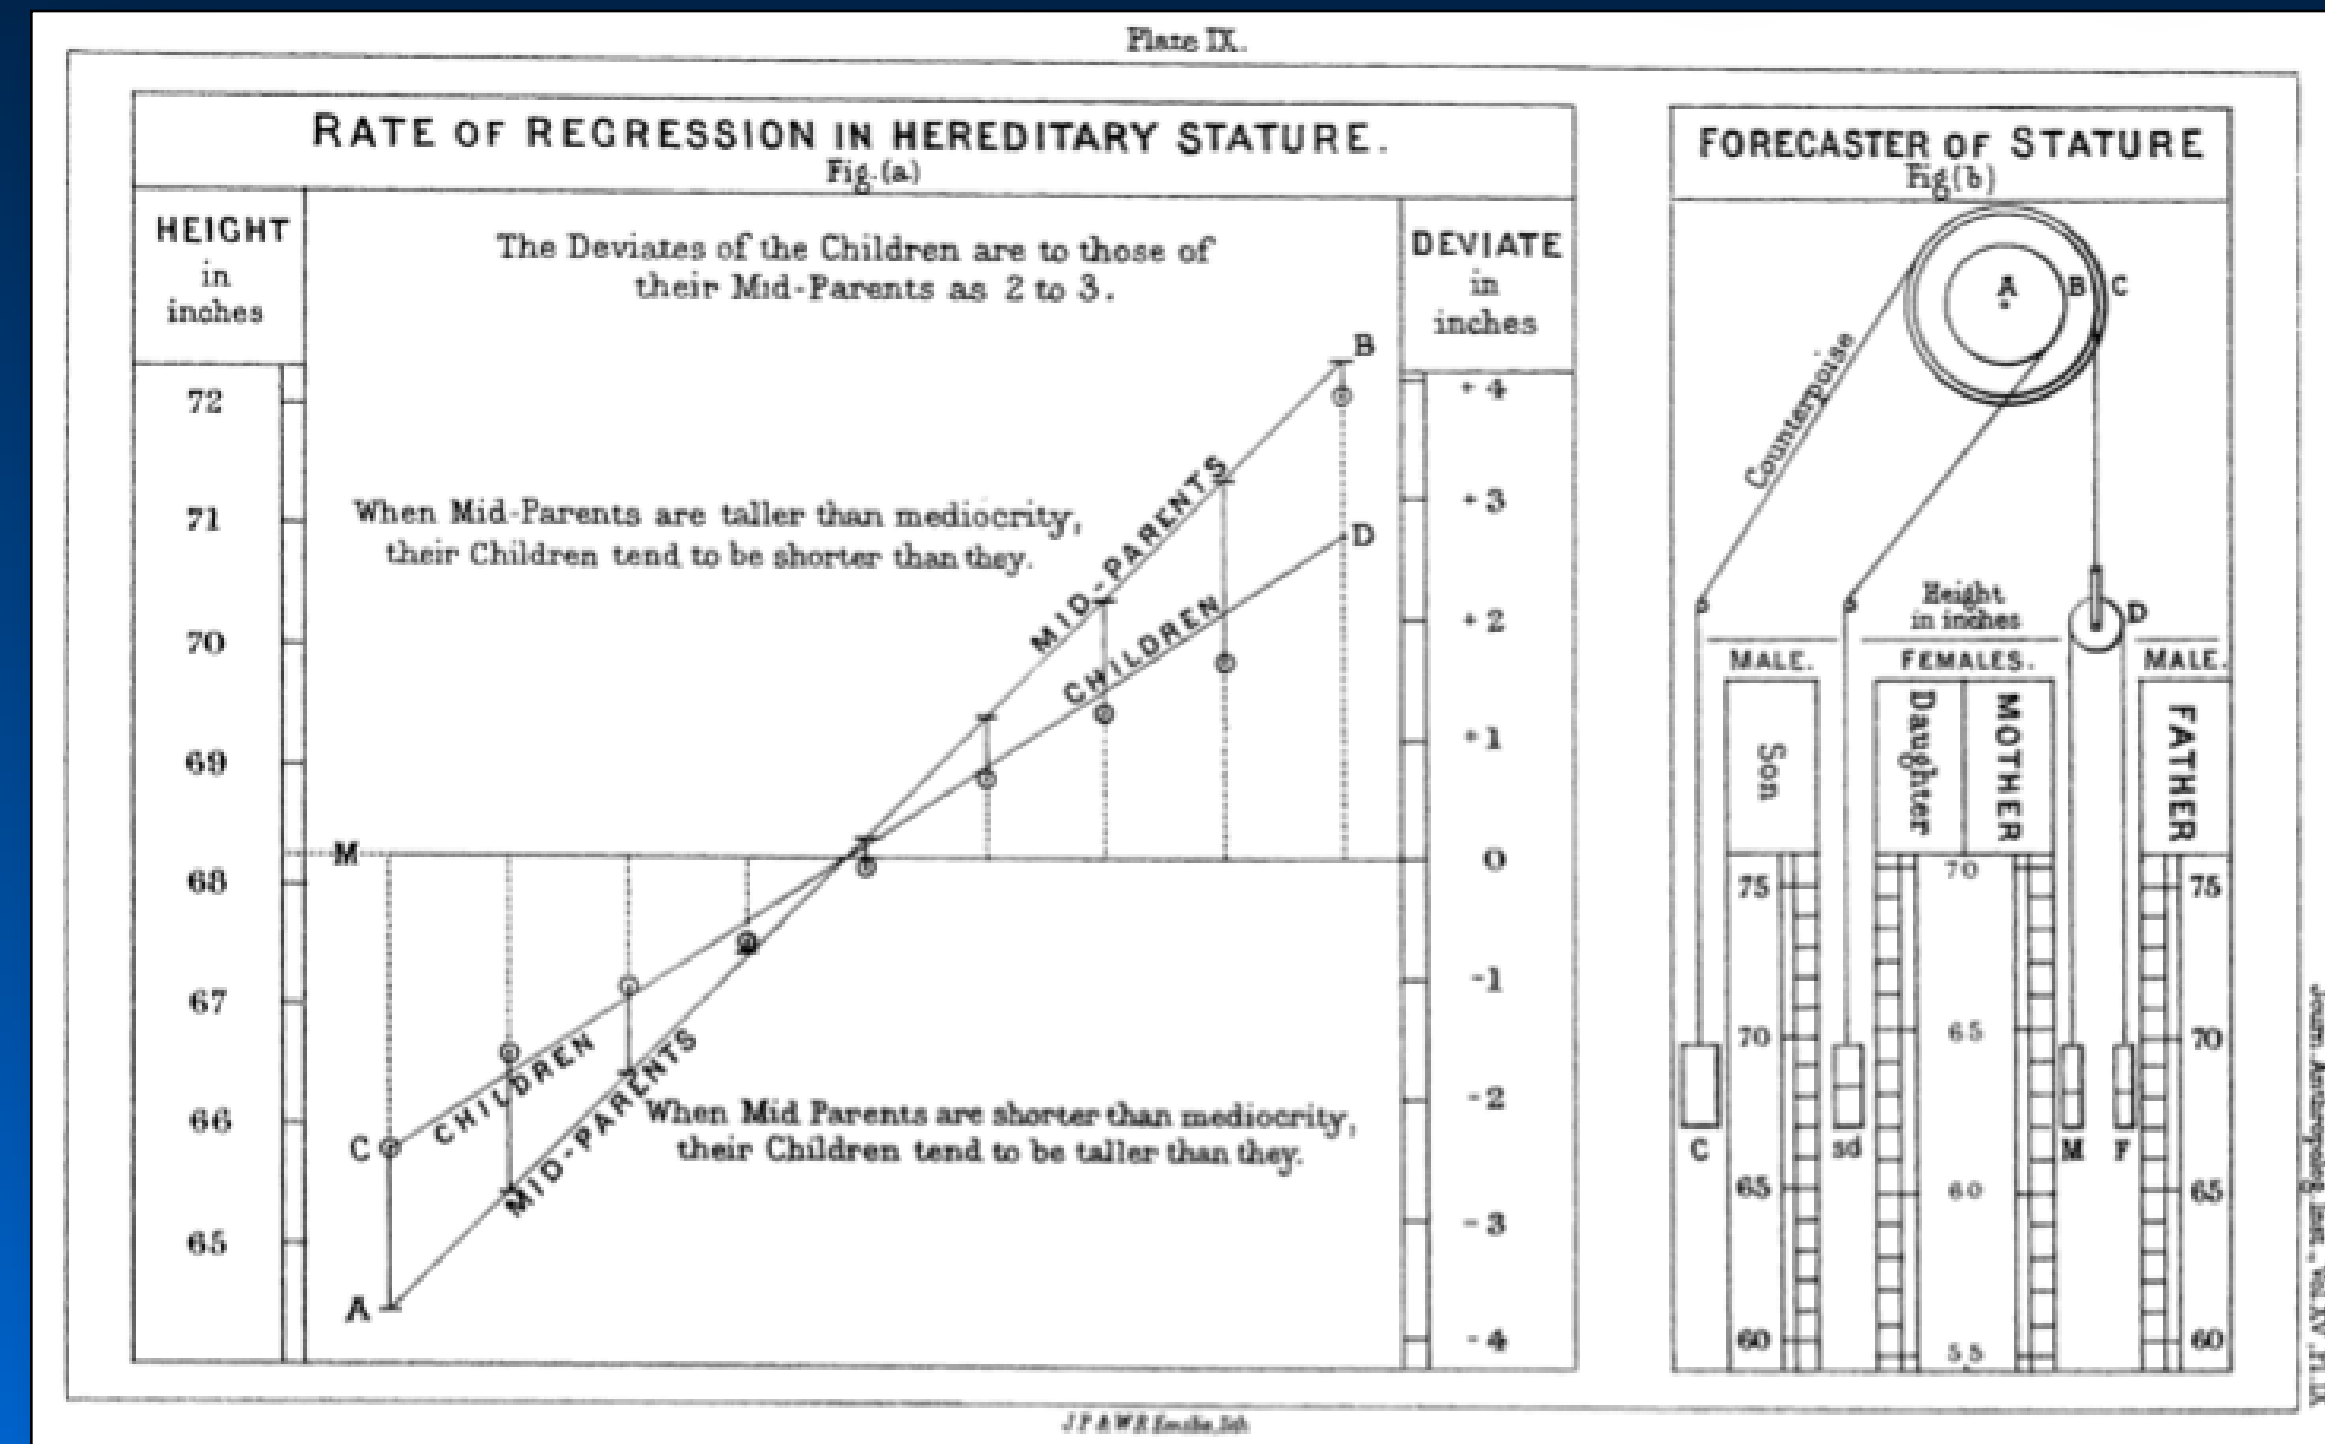 Plate IX.
RATE OF REGRESSION IN HEREDITARY STATURE.
Fig.(a)
HEIGHT
in
inches
The Deviates of the Children are to those of
their Mid-Parents as 2 to 3.
DEVIATE
in
inches
When Mid-Parents are taller than mediocrity,
their Children tend to be shorter than they.
72
71
70
69
68
67
66
65
M
B
D
MID-PARENTS
CHILDREN
C
A
CHILDREN
MID-PARENTS
When Mid Parents are shorter than mediocrity,
their Children tend to be taller than they.
+4
+3
+2
+1
0
-1
-2
-3
-4
FORECASTER OF STATURE
Fig(b)
A B C
Counterpoise
Height
in inches
D
MALE. FEMALES. MALE.
Son
Daughter
MOTHER
FATHER
75 70 75
70 65 70
C sd M F
65 60 65
60 55 60
J.P & W.R. lith